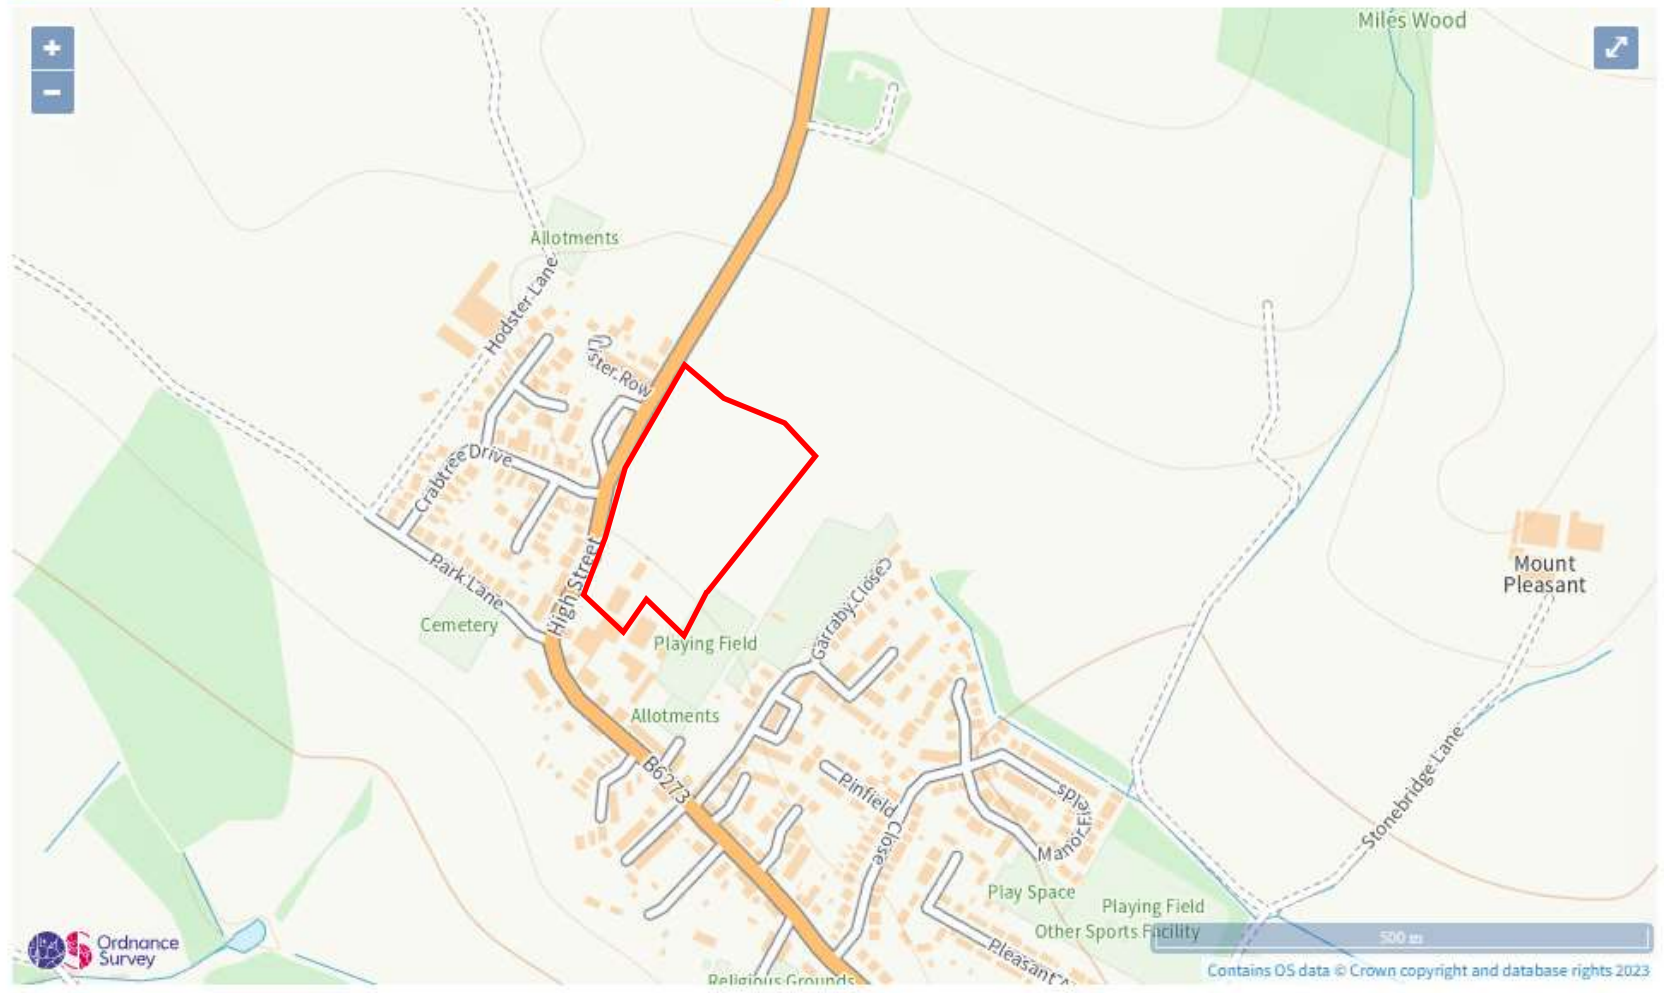 Miles Wood
+
−
Allotments
Hodster Lane
ster Row
Crabtree Drive
Park Lane
High Street
Mount
Pleasant
Cemetery
Playing Field
Garraby Close
Allotments
B6273
Pinfield Close
Manor Fields
Stonebridge Lane
Play Space
Playing Field
Other Sports Facility
Pleasant A
Religious Grounds
500 m
Ordnance
Survey
Contains OS data © Crown copyright and database rights 2023